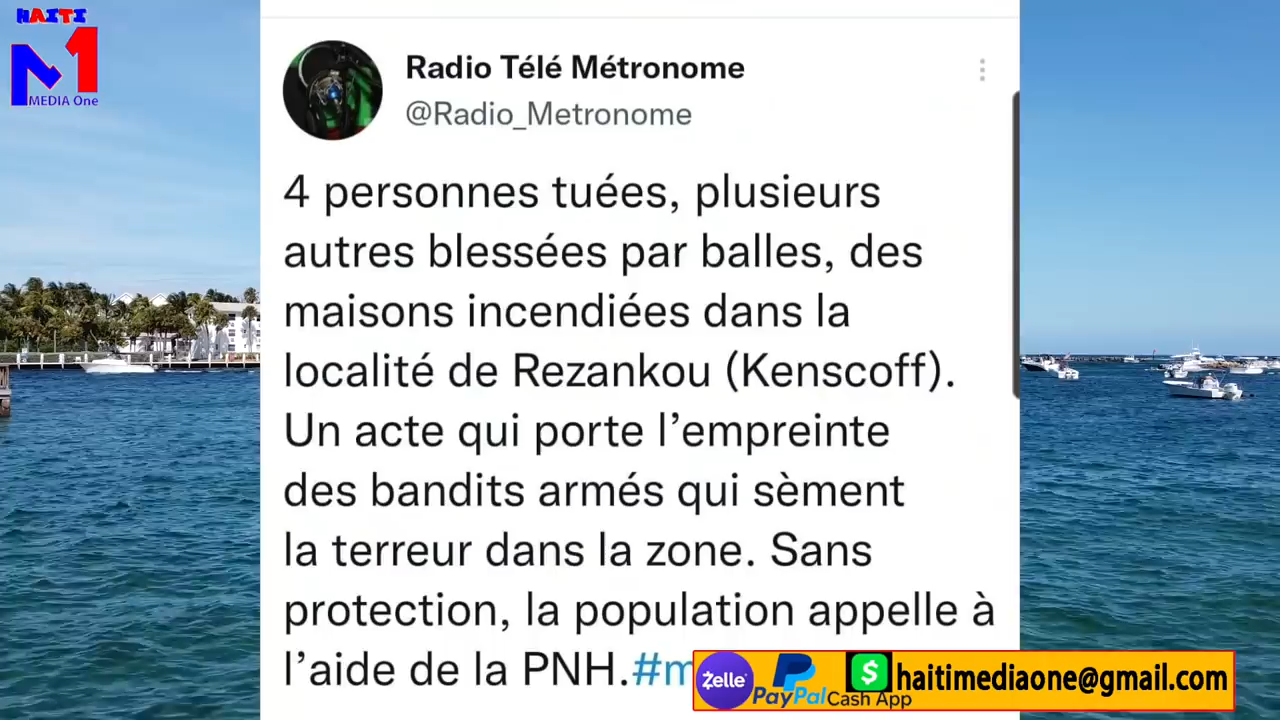 HAITI
M1
MEDIA One
Radio Télé Métronome
@Radio_Metronome
4 personnes tuées, plusieurs
autres blessées par balles, des
maisons incendiées dans la
localité de Rezankou (Kenscoff).
Un acte qui porte l’empreinte
des bandits armés qui sèment
la terreur dans la zone. Sans
protection, la population appelle à
l’aide de la PNH.
Zelle
PayPal
$
Cash App
haitimediaone@gmail.com